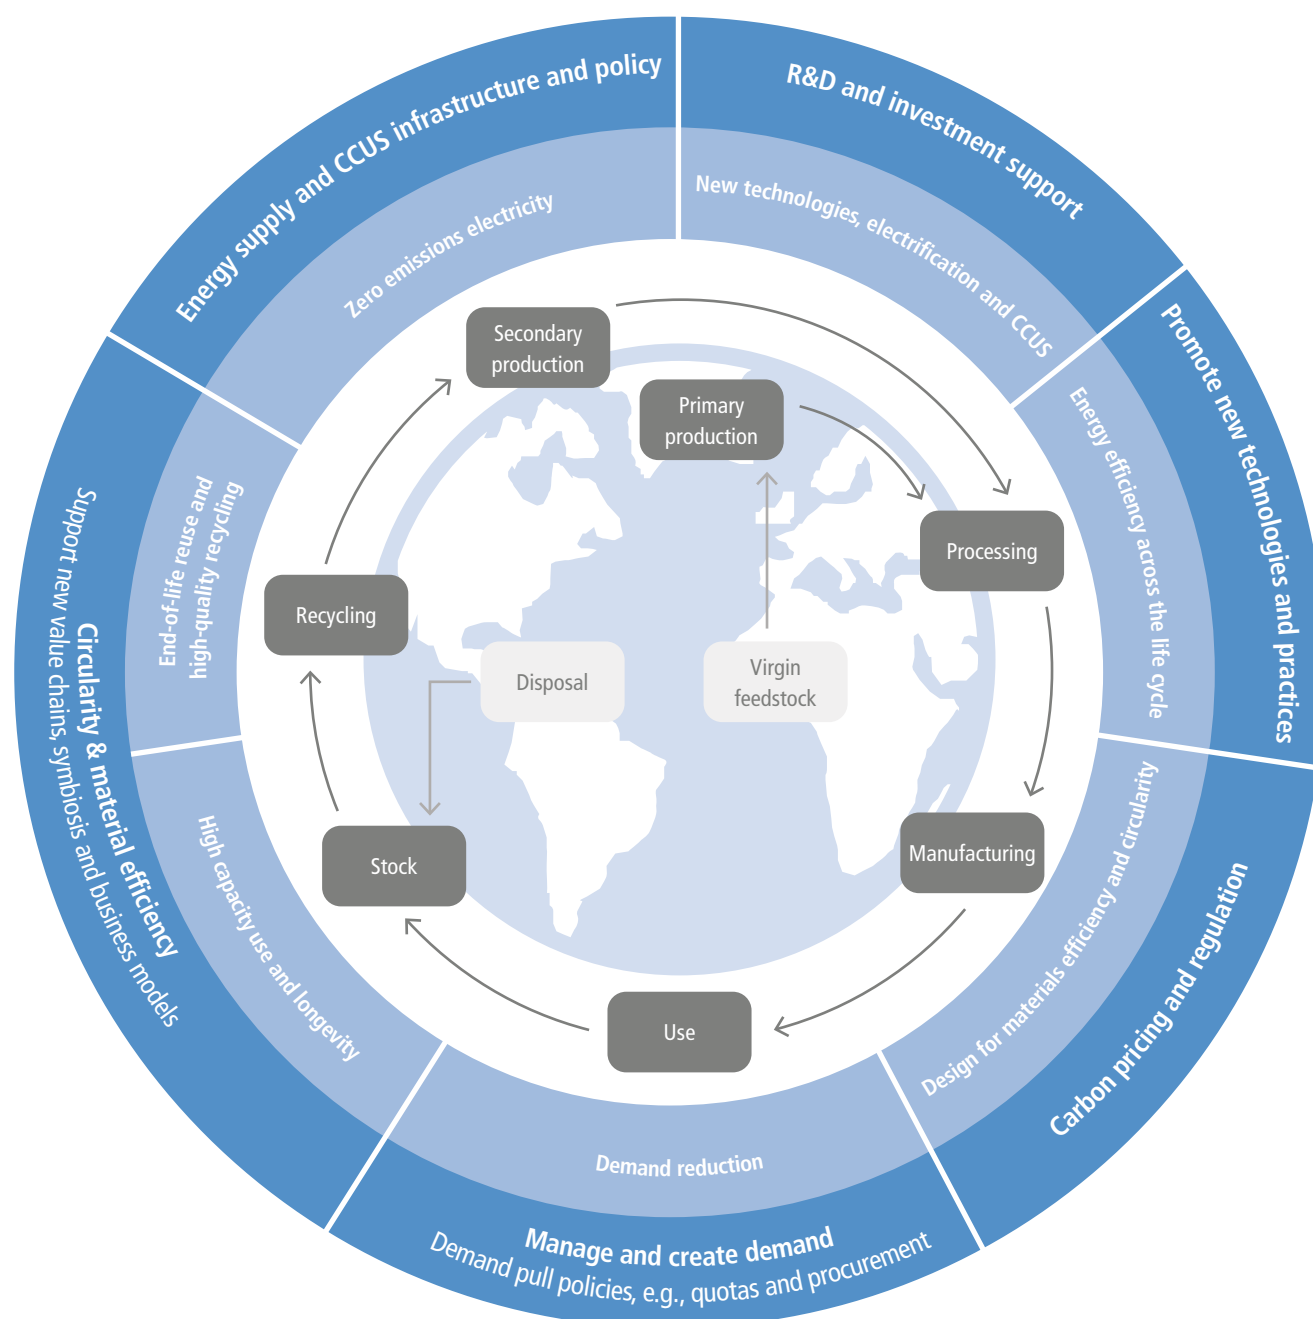 Energy supply and CCUS infrastructure and policy
R&D and investment support
Promote new technologies and practices
Carbon pricing and regulation
Manage and create demand
Demand pull policies, e.g., quotas and procurement
Circularity & material efficiency
Support new value chains, symbiosis and business models
Zero emissions electricity
New technologies, electrification and CCUS
Energy efficiency across the life cycle
Design for materials efficiency and circularity
Demand reduction
High capacity use and longevity
End-of-life reuse and
high-quality recycling
Secondary
production
Primary
production
Processing
Recycling
Disposal
Virgin
feedstock
Stock
Manufacturing
Use